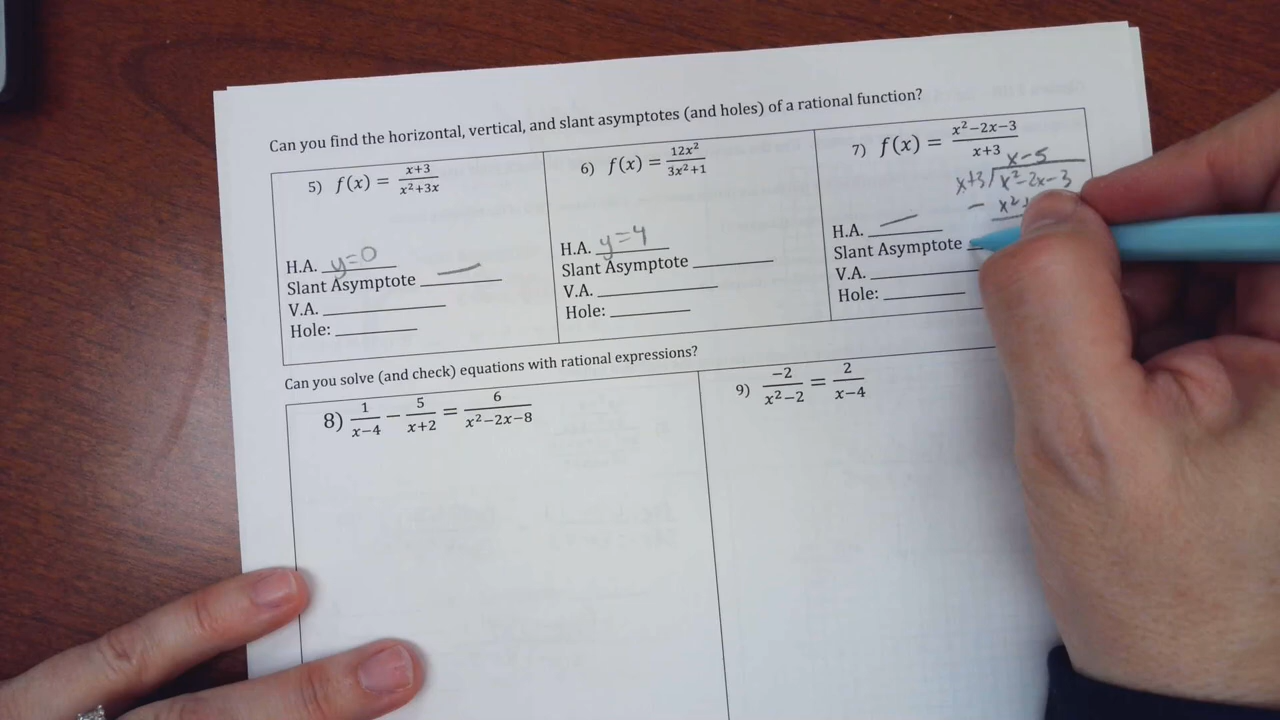 Can you find the horizontal, vertical, and slant asymptotes (and holes) of a rational function?
5) f(x) = x+3 / x²+3x
H.A. y=0
Slant Asymptote —
V.A.
Hole:
6) f(x) = 12x² / 3x²+1
H.A. y=4
Slant Asymptote
V.A.
Hole:
7) f(x) = x²−2x−3 / x+3
x−5
x+3 x²−2x−3
− x²
H.A. —
Slant Asymptote
V.A.
Hole:
Can you solve (and check) equations with rational expressions?
8) 1/x−4 − 5/x+2 = 6/x²−2x−8
9) −2/x²−2 = 2/x−4